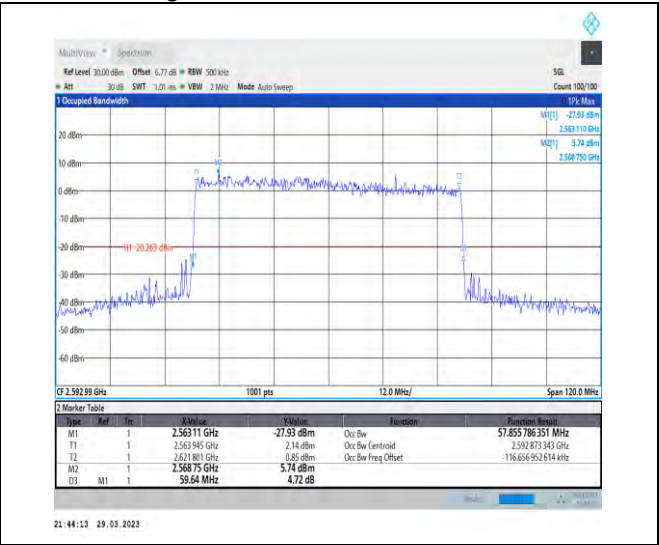 MultiView Spectrum
Ref Level 30.00 dBm Offset 6.77 dB RBW 500 kHz SGL
Att 30 dB SWT 1.01 ms VBW 2 MHz Mode Auto Sweep Count 100/100
1 Occupied Bandwidth 1Pk Max
M1[1] -27.93 dBm
2.563 110 GHz
M2[1] 5.74 dBm
2.568 750 GHz
20 dBm
10 dBm
0 dBm
-10 dBm
-20 dBm
H1 -20.263 dBm
-30 dBm
-40 dBm
-50 dBm
-60 dBm
CF 2.592 99 GHz 1001 pts 12.0 MHz/ Span 120.0 MHz
2 Marker Table
Type Ref Trc X-Value Y-Value Function Function Result
M1 1 2.563 11 GHz -27.93 dBm Occ Bw 57.855 786 351 MHz
T1 1 2.563 945 GHz 2.14 dBm Occ Bw Centroid 2.592 873 343 GHz
T2 1 2.621 801 GHz 0.85 dBm Occ Bw Freq Offset -116.656 952 614 kHz
M2 1 2.568 75 GHz 5.74 dBm
D3 M1 1 59.64 MHz 4.72 dB
21:44:13 29.03.2023